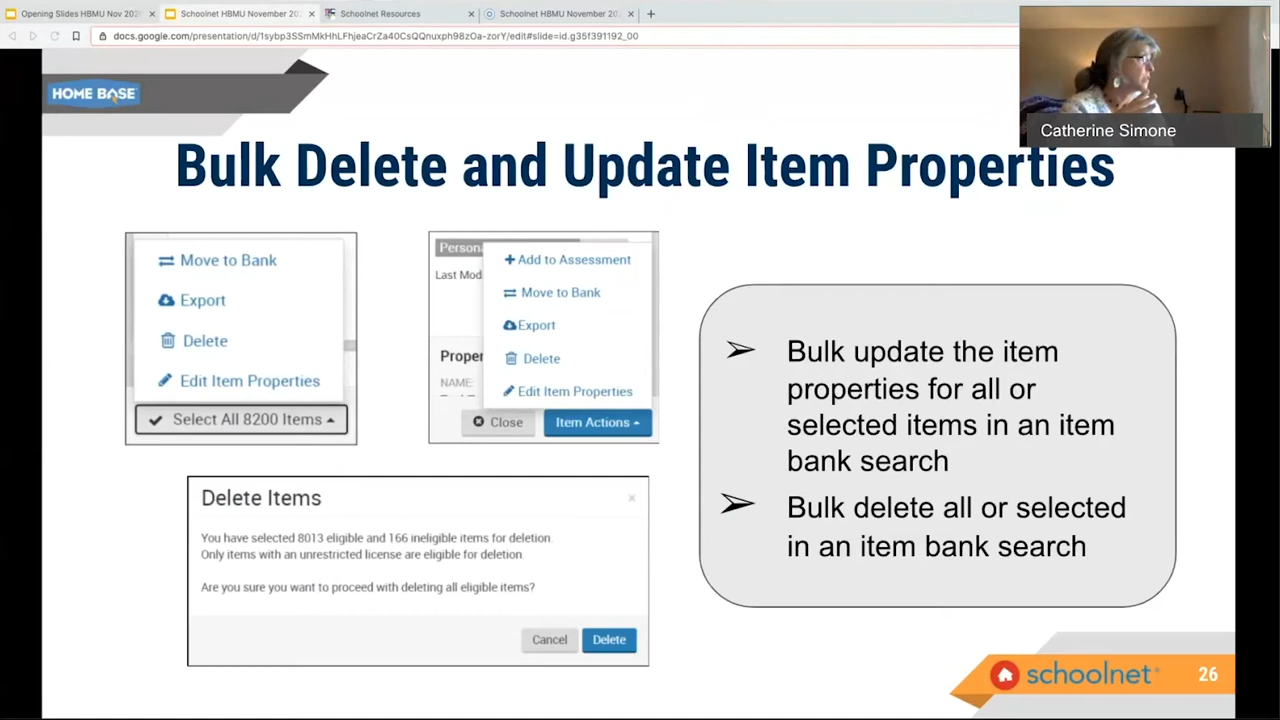 Opening Slides HBMU Nov 202
Schoolnet HBMU November 202
Schoolnet Resources
Schoolnet HBMU November 202
docs.google.com/presentation/d/1sybp3SSmMkHhLFhjeaCrZa40CsQQnuxph98zOa-zorY/edit#slide=id.g35f391192_00
Catherine Simone
HOME BASE
Bulk Delete and Update Item Properties
Move to Bank
Export
Delete
Edit Item Properties
Select All 8200 Items
Person
Last Mod
Proper
NAME:
Add to Assessment
Move to Bank
Export
Delete
Edit Item Properties
Close
Item Actions
Delete Items
You have selected 8013 eligible and 166 ineligible items for deletion.
Only items with an unrestricted license are eligible for deletion.
Are you sure you want to proceed with deleting all eligible items?
Cancel
Delete
➢ Bulk update the item
properties for all or
selected items in an item
bank search
➢ Bulk delete all or selected
in an item bank search
schoolnet
26